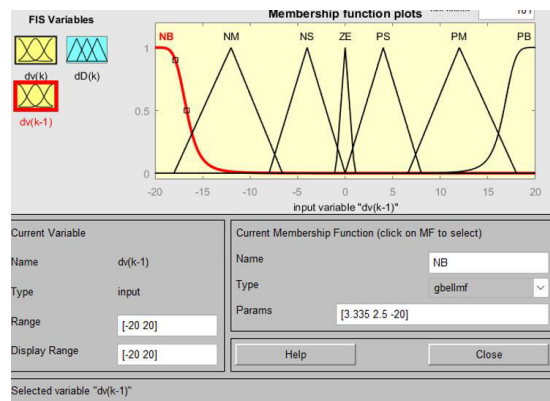 FIS Variables
Membership function plots
181
NB NM NS ZE PS PM PB
dv(k) dD(k)
dv(k-1)
1
0.5
0
-20 -15 -10 -5 0 5 10 15 20
input variable "dv(k-1)"
Current Variable
Current Membership Function (click on MF to select)
Name dv(k-1)
Name NB
Type input
Type gbellmf
Params [3.335 2.5 -20]
Range [-20 20]
Display Range [-20 20]
Help Close
Selected variable "dv(k-1)"